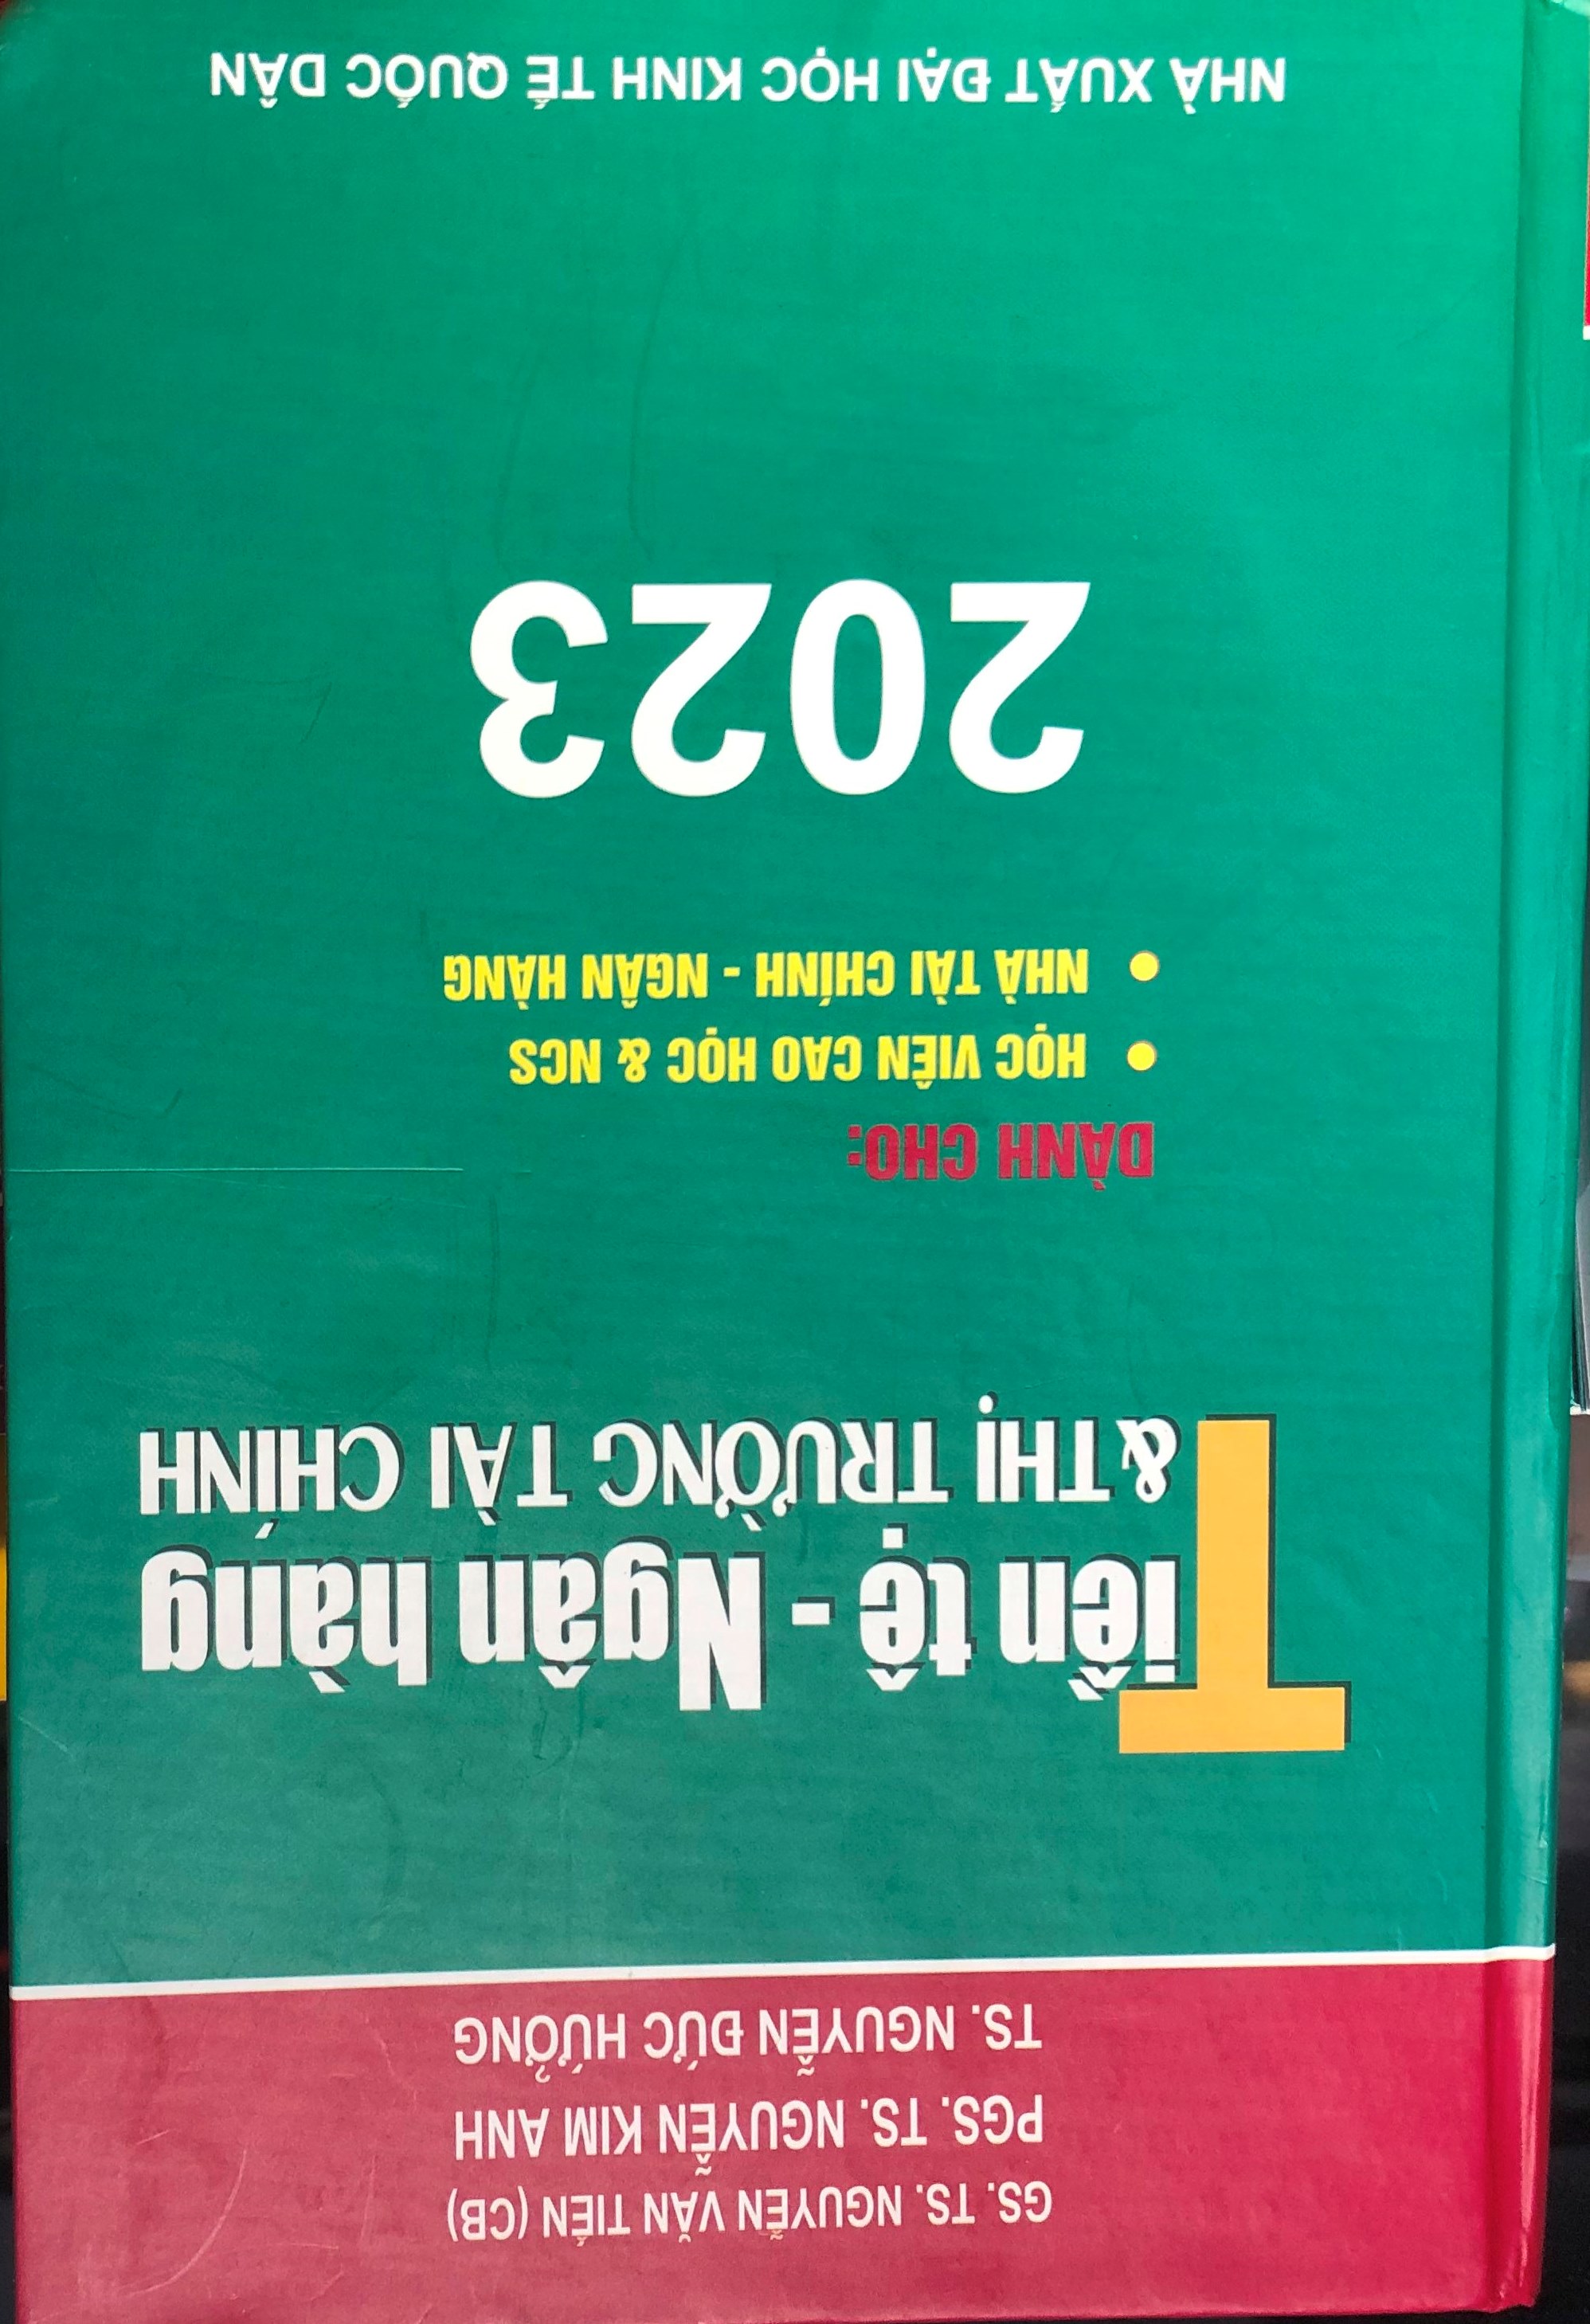 GS. TS. NGUYỄN VĂN TIẾN (CB)
PGS. TS. NGUYỄN KIM ANH
TS. NGUYỄN ĐỨC HƯỞNG
Tiền tệ - Ngân hàng
& THỊ TRƯỜNG TÀI CHÍNH
DÀNH CHO:
• HỌC VIÊN CAO HỌC & NCS
• NHÀ TÀI CHÍNH - NGÂN HÀNG
2023
NHÀ XUẤT ĐẠI HỌC KINH TẾ QUỐC DÂN